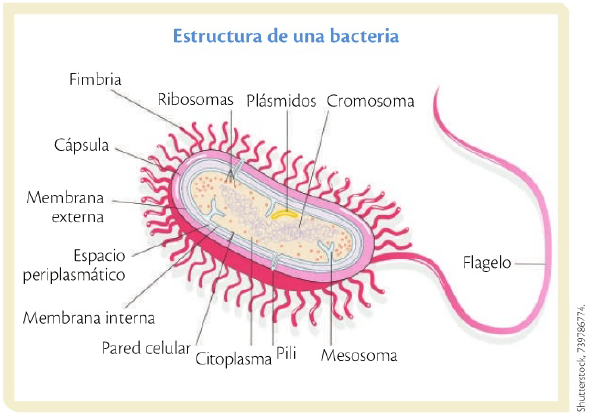 Estructura de una bacteria
Fimbria
Ribosomas
Plásmidos
Cromosoma
Cápsula
Membrana
externa
Espacio
periplasmático
Flagelo
Membrana interna
Pared celular
Citoplasma
Pili
Mesosoma
Shutterstock, 739786774.